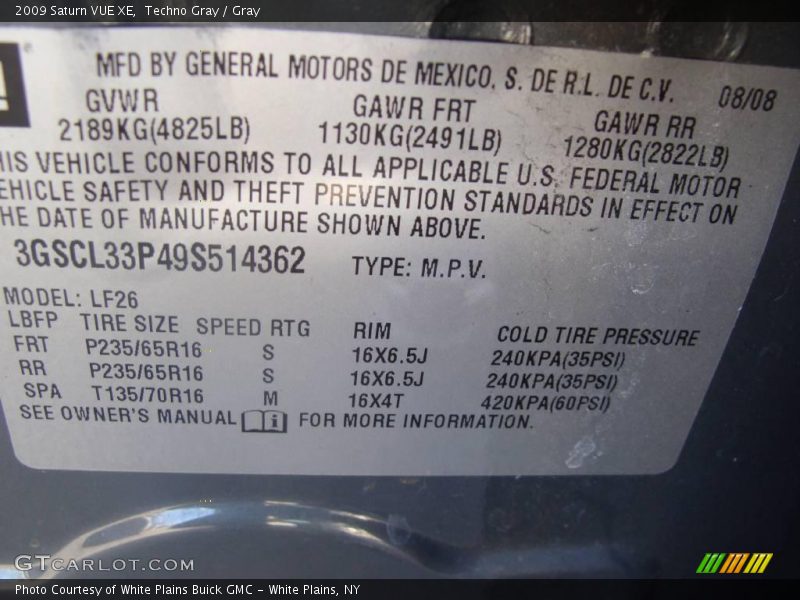 2009 Saturn VUE XE,  Techno Gray / Gray
MFD BY GENERAL MOTORS DE MEXICO, S. DE R.L. DE C.V. 08/08
GVWR GAWR FRT GAWR RR
2189KG(4825LB) 1130KG(2491LB) 1280KG(2822LB)
HIS VEHICLE CONFORMS TO ALL APPLICABLE U.S. FEDERAL MOTOR
EHICLE SAFETY AND THEFT PREVENTION STANDARDS IN EFFECT ON
HE DATE OF MANUFACTURE SHOWN ABOVE.
3GSCL33P49S514362 TYPE: M.P.V.
MODEL: LF26
LBFP TIRE SIZE SPEED RTG RIM COLD TIRE PRESSURE
FRT P235/65R16 S 16X6.5J 240KPA(35PSI)
RR P235/65R16 S 16X6.5J 240KPA(35PSI)
SPA T135/70R16 M 16X4T 420KPA(60PSI)
SEE OWNER'S MANUAL i FOR MORE INFORMATION.
GTCARLOT.COM
Photo Courtesy of White Plains Buick GMC - White Plains, NY